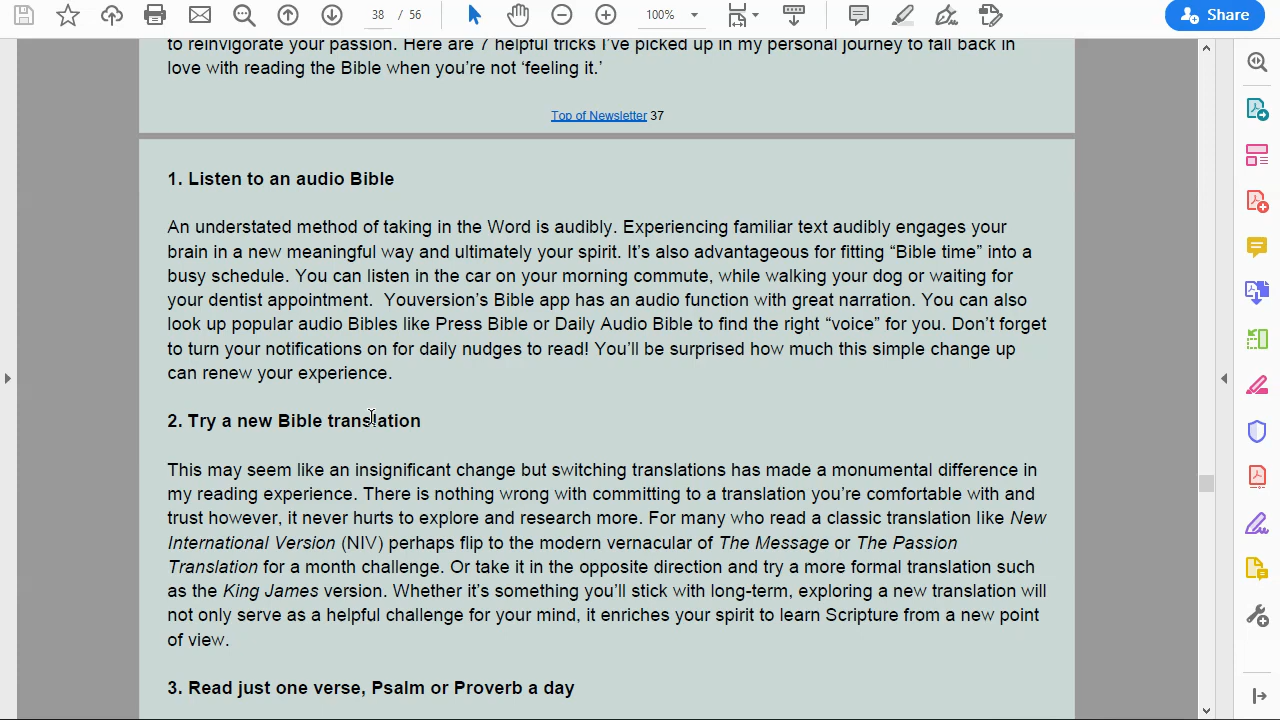 38 / 56
100%
Share
to reinvigorate your passion. Here are 7 helpful tricks I’ve picked up in my personal journey to fall back in
love with reading the Bible when you’re not ‘feeling it.’
Top of Newsletter 37
1. Listen to an audio Bible
An understated method of taking in the Word is audibly. Experiencing familiar text audibly engages your
brain in a new meaningful way and ultimately your spirit. It’s also advantageous for fitting “Bible time” into a
busy schedule. You can listen in the car on your morning commute, while walking your dog or waiting for
your dentist appointment.  Youversion’s Bible app has an audio function with great narration. You can also
look up popular audio Bibles like Press Bible or Daily Audio Bible to find the right “voice” for you. Don’t forget
to turn your notifications on for daily nudges to read! You’ll be surprised how much this simple change up
can renew your experience.
2. Try a new Bible translation
This may seem like an insignificant change but switching translations has made a monumental difference in
my reading experience. There is nothing wrong with committing to a translation you’re comfortable with and
trust however, it never hurts to explore and research more. For many who read a classic translation like New
International Version (NIV) perhaps flip to the modern vernacular of The Message or The Passion
Translation for a month challenge. Or take it in the opposite direction and try a more formal translation such
as the King James version. Whether it’s something you’ll stick with long-term, exploring a new translation will
not only serve as a helpful challenge for your mind, it enriches your spirit to learn Scripture from a new point
of view.
3. Read just one verse, Psalm or Proverb a day